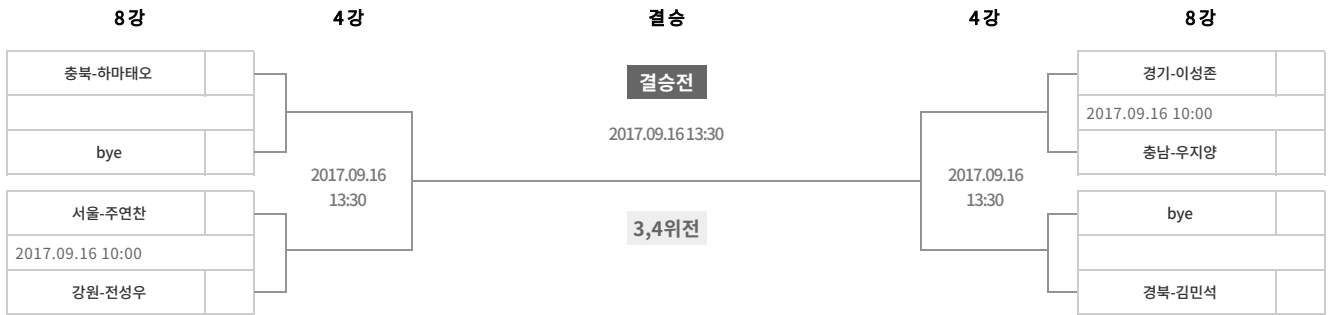 8강
4강
결승
4강
8강
충북-하마태오
bye
서울-주연찬
2017.09.16 10:00
강원-전성우
2017.09.16
13:30
결승전
2017.09.16 13:30
3,4위전
2017.09.16
13:30
경기-이성존
2017.09.16 10:00
충남-우지양
bye
경북-김민석